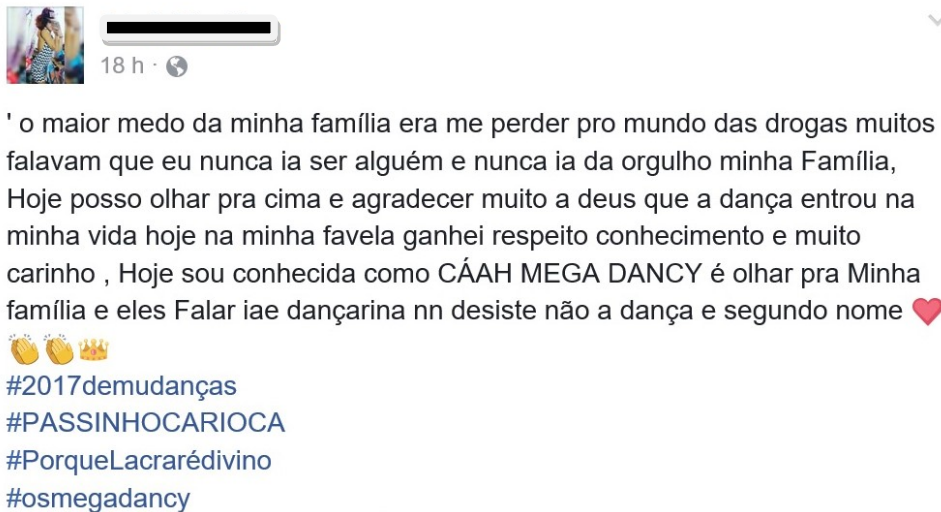 18 h ·
' o maior medo da minha família era me perder pro mundo das drogas muitos
falavam que eu nunca ia ser alguém e nunca ia da orgulho minha Família,
Hoje posso olhar pra cima e agradecer muito a deus que a dança entrou na
minha vida hoje na minha favela ganhei respeito conhecimento e muito
carinho , Hoje sou conhecida como CÁAH MEGA DANCY é olhar pra Minha
família e eles Falar iae dançarina nn desiste não a dança e segundo nome ❤
👏👏👑
#2017demudanças
#PASSINHOCARIOCA
#PorqueLacrarédivino
#osmegadancy